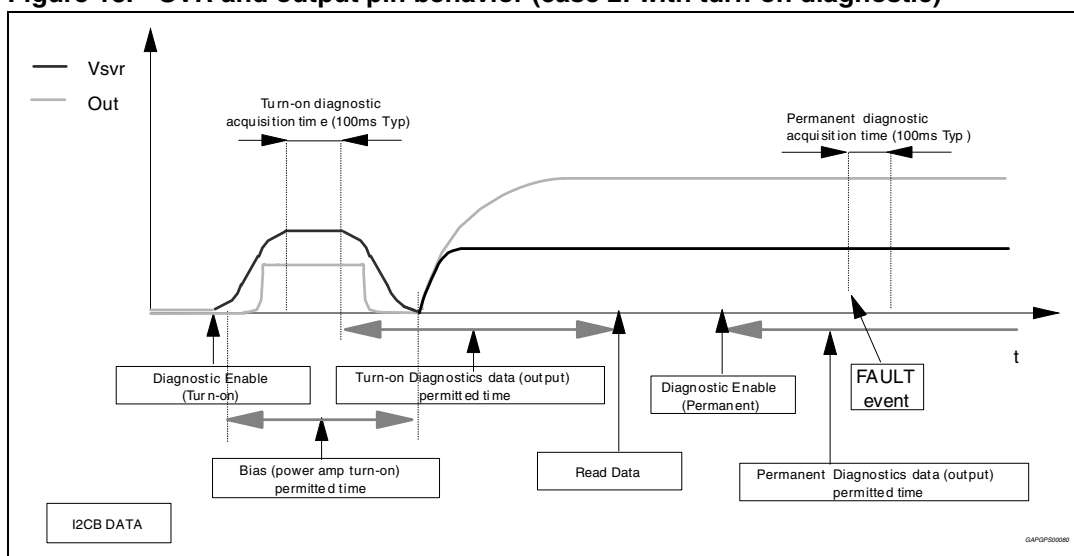 Figure 18. SVR and output pin behavior (case 2: with turn-on diagnostic)
Vsvr
Out
Turn-on diagnostic
acquisition time (100ms Typ)
Permanent diagnostic
acquisition time (100ms Typ)
t
Diagnostic Enable
(Turn-on)
Turn-on Diagnostics data (output)
permitted time
Diagnostic Enable
(Permanent)
FAULT
event
Bias (power amp turn-on)
permitted time
Read Data
Permanent Diagnostics data (output)
permitted time
I2CB DATA
GAPGPS00080